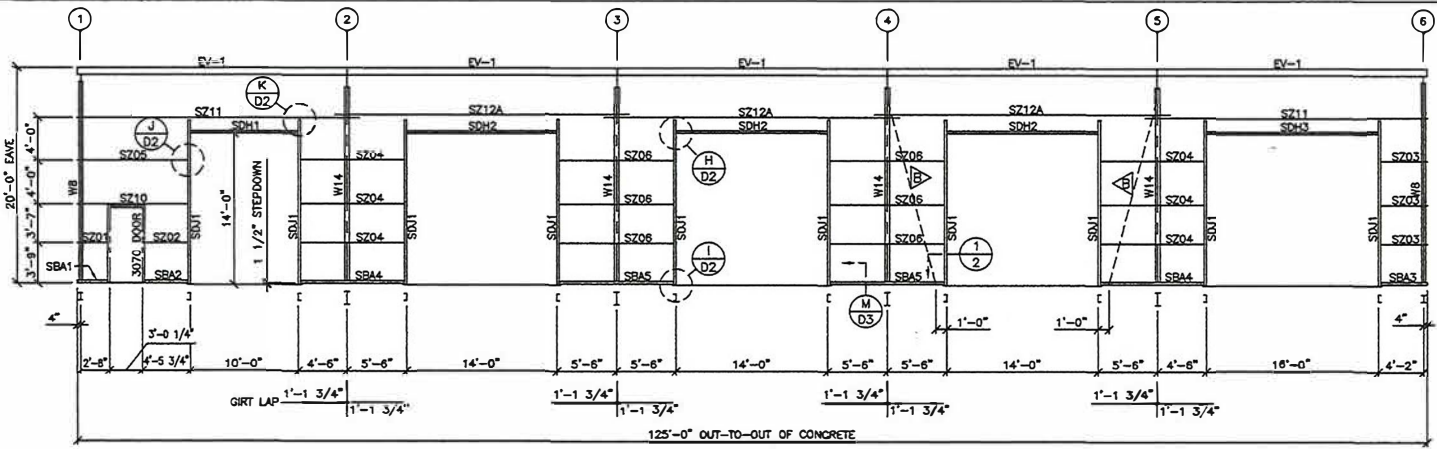 1 2 3 4 5 6
EV-1 EV-1 EV-1 EV-1 EV-1
K
D2
SZ11 SZ12A SZ12A SZ12A SZ11
SDH1 SDH2 SDH2 SDH2 SDH3
J
D2
H
D2
20'-0" EAVE
4'-0"
4'-0"
3'-7"
3'-9"
SZ05 SZ04 SZ06 SZ06 SZ04 SZ03
W8 W14 W14 W14 W14 W8
B B
14'-0"
1 1/2" STEPDOWN
SZ10 SZ04 SZ06 SZ06 SZ04 SZ03
3070 DOOR
SDJ1 SDJ1 SDJ1 SDJ1 SDJ1 SDJ1 SDJ1 SDJ1 SDJ1 SDJ1
SZ01 SZ02 SZ04 SZ06 SZ06 SZ04 SZ03
I
D2
1
2
SBA1 SBA2 SBA4 SBA5 SBA5 SBA4 SBA3
M
D3
4" 1'-0" 1'-0" 4"
3'-0 1/4"
2'-6" 4'-5 3/4" 10'-0" 4'-6" 5'-6" 14'-0" 5'-6" 5'-6" 14'-0" 5'-6" 5'-6" 14'-0" 5'-6" 4'-6" 16'-0" 4'-2"
GIRT LAP 1'-1 3/4" 1'-1 3/4" 1'-1 3/4" 1'-1 3/4"
1'-1 3/4" 1'-1 3/4" 1'-1 3/4" 1'-1 3/4"
125'-0" OUT-TO-OUT OF CONCRETE